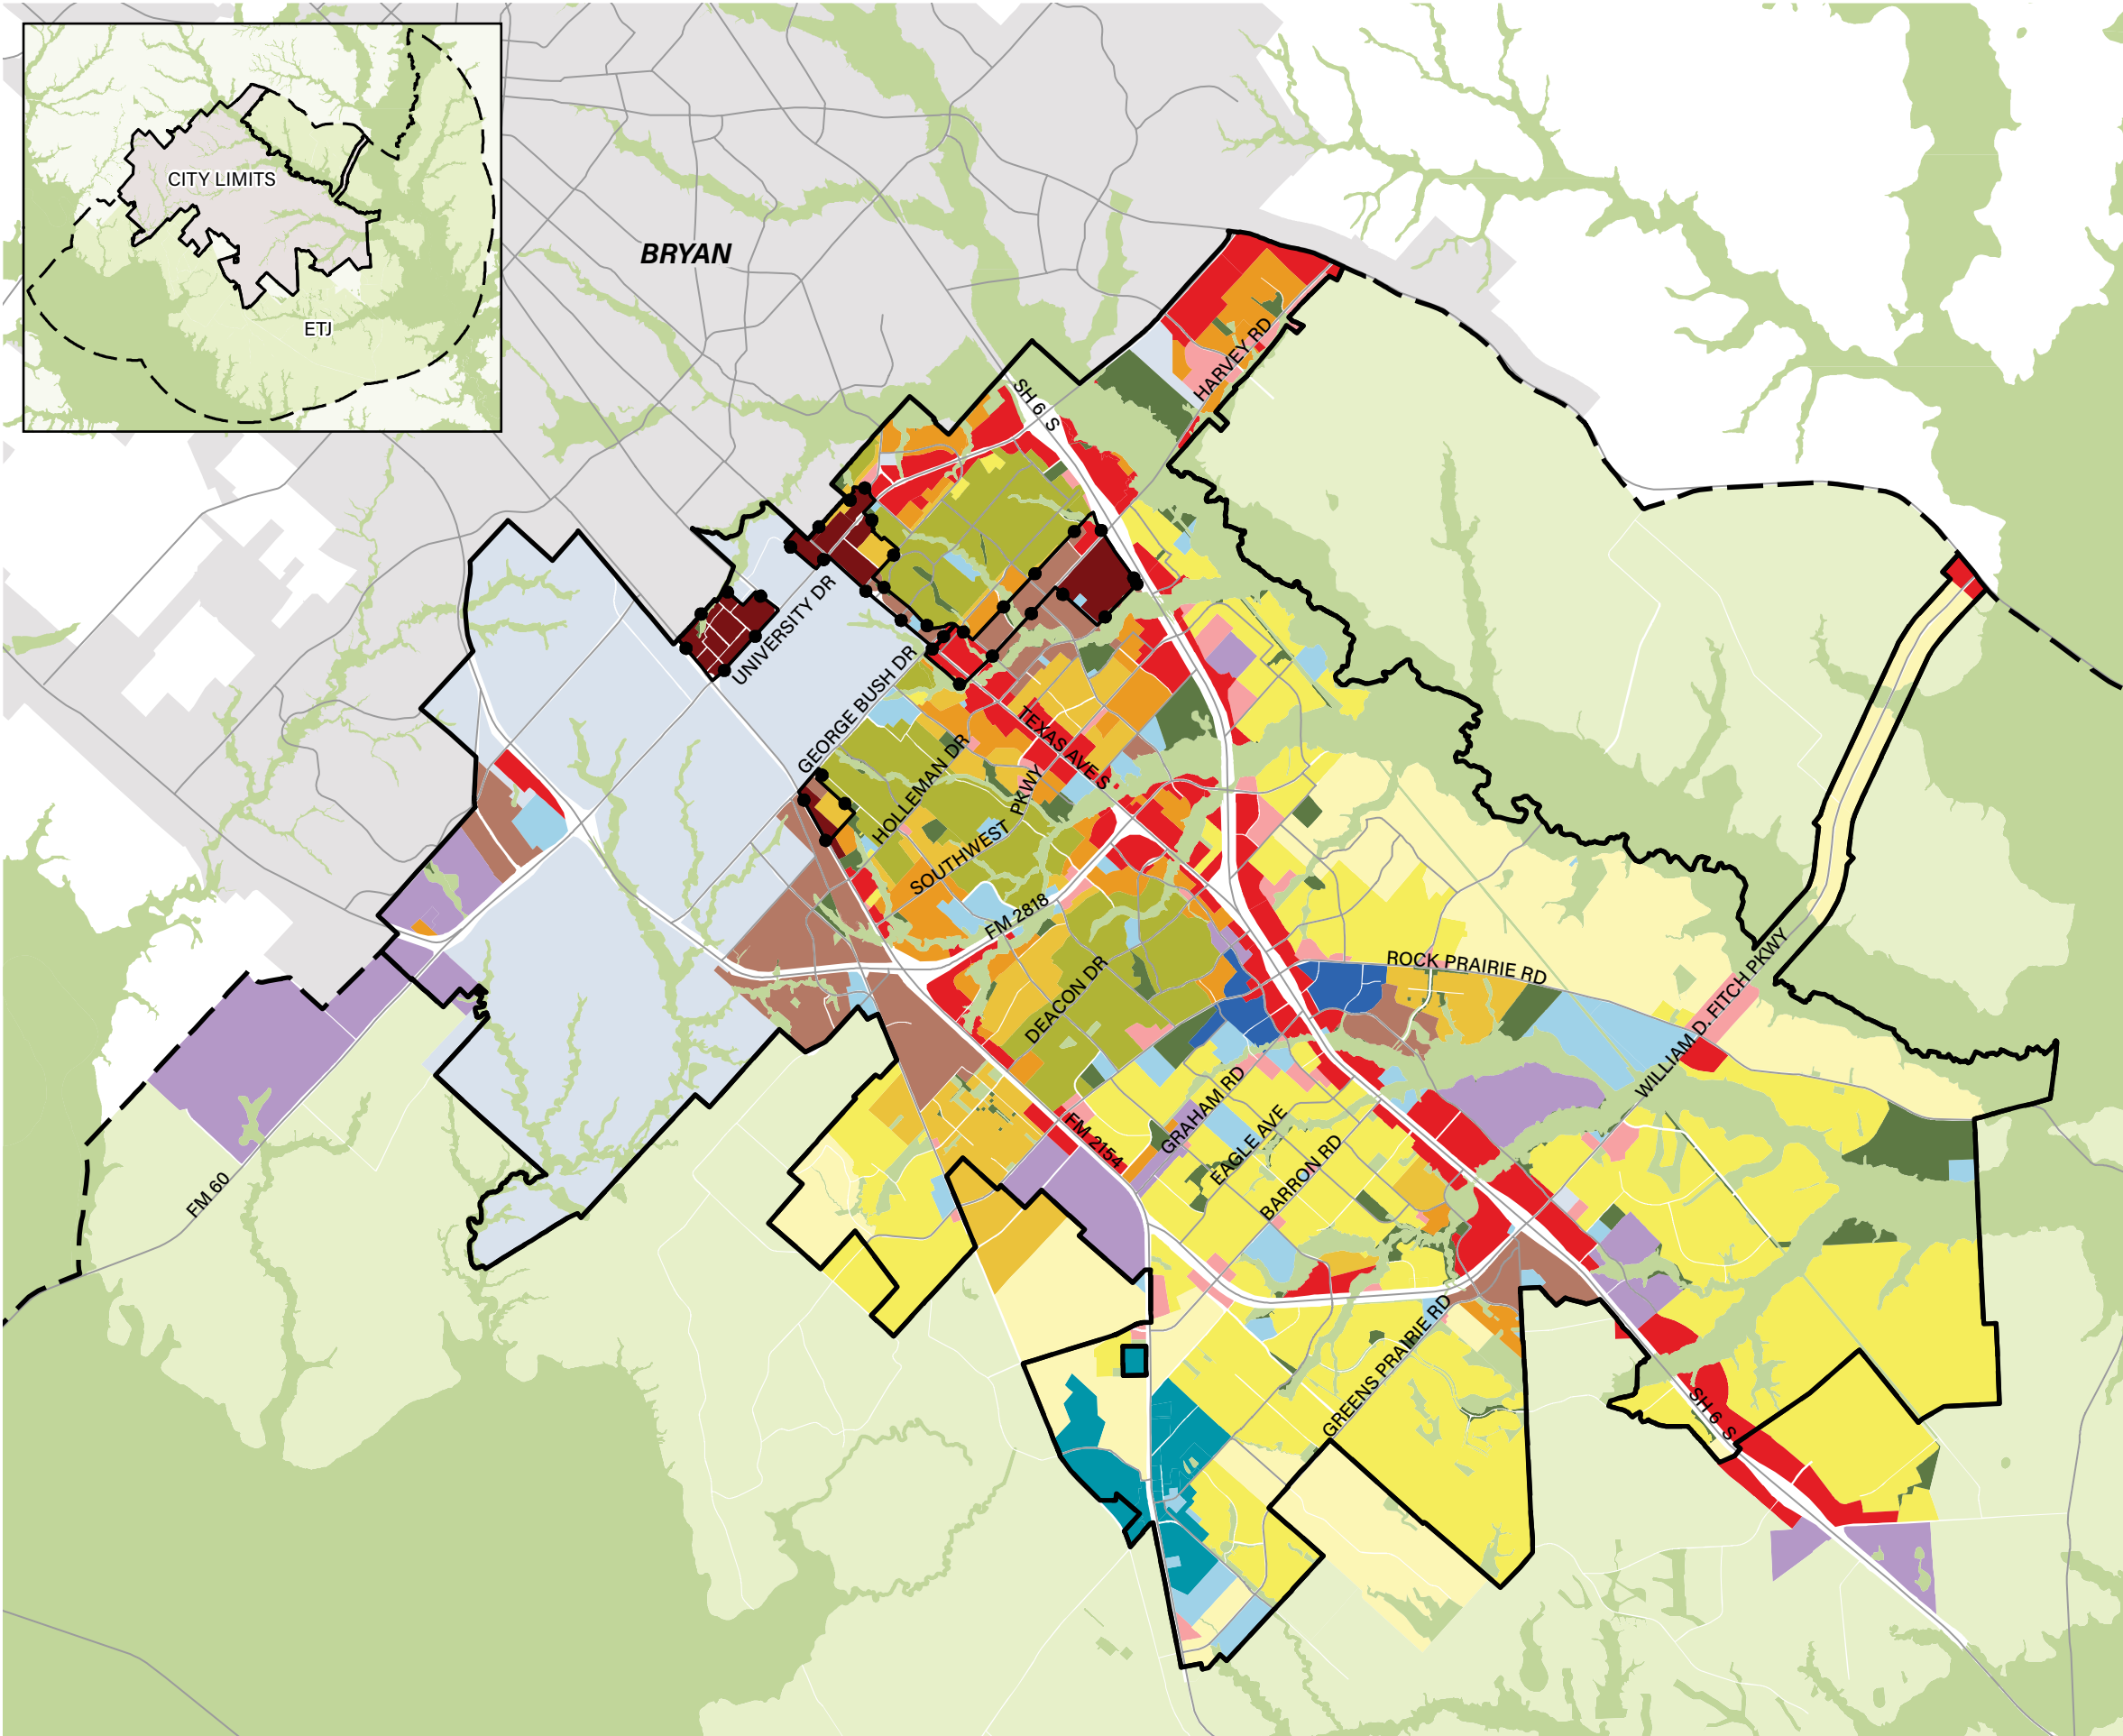 CITY LIMITS
ETJ
BRYAN
SH 6 S
HARVEY RD
UNIVERSITY DR
GEORGE BUSH DR
HOLLEMAN DR
TEXAS AVE S
SOUTHWEST
PKWY
FM 2818
DEACON DR
ROCK PRAIRIE RD
WILLIAM D. FITCH PKWY
GRAHAM RD
EAGLE AVE
BARRON RD
FM 2154
FM 60
GREENS PRAIRIE RD
SH 6 S